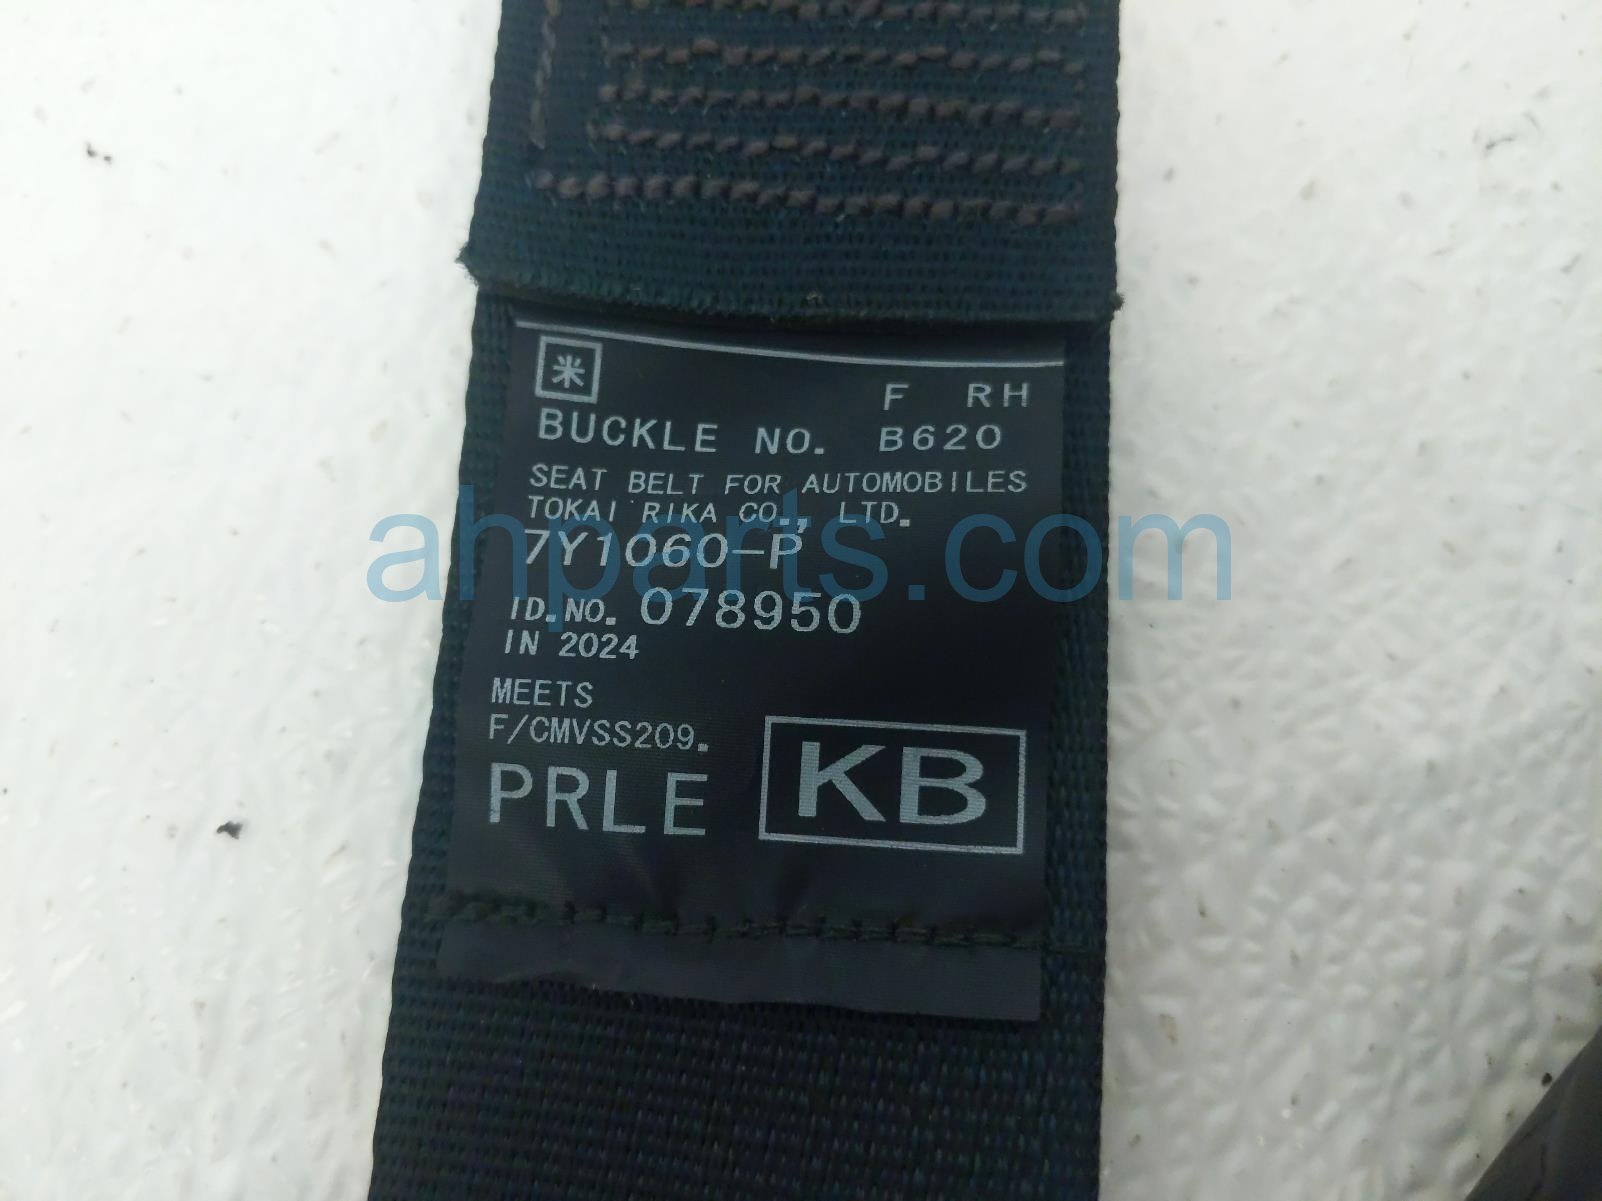 米 F RH
BUCKLE NO. B620
SEAT BELT FOR AUTOMOBILES
TOKAI RIKA CO., LTD.
7Y1060-P
ID.NO. 078950
IN 2024
MEETS
F/CMVSS209.
PRLE KB
ahparts.com